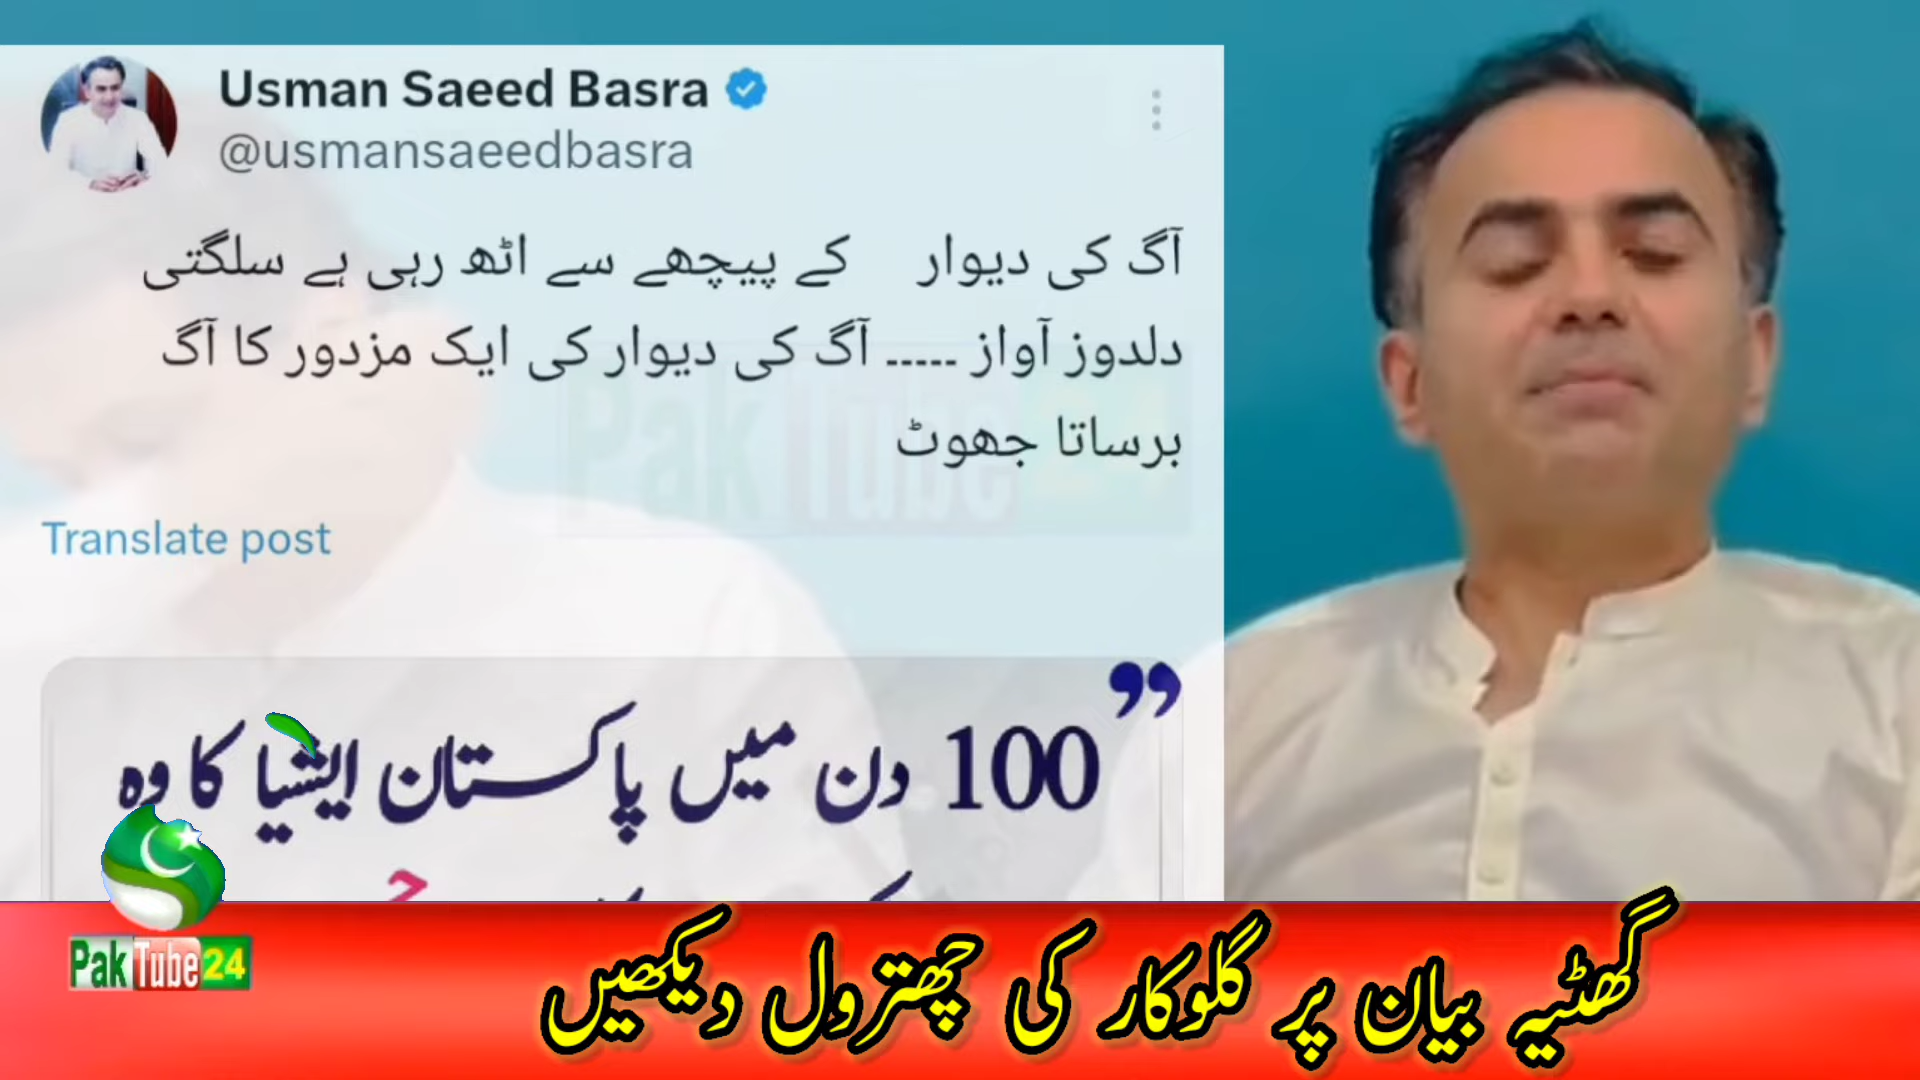 Usman Saeed Basra
@usmansaeedbasra
آگ کی دیوار کے پیچھے سے اٹھ رہی ہے سلگتی
دلدوز آواز ----- آگ کی دیوار کی ایک مزدور کا آگ
برساتا جھوٹ
Translate post
100 دن میں پاکستان ایشیا کا وہ
PakTube24
PakTube24
گھٹیہ بیان پر گلوکار کی چھترول دیکھیں